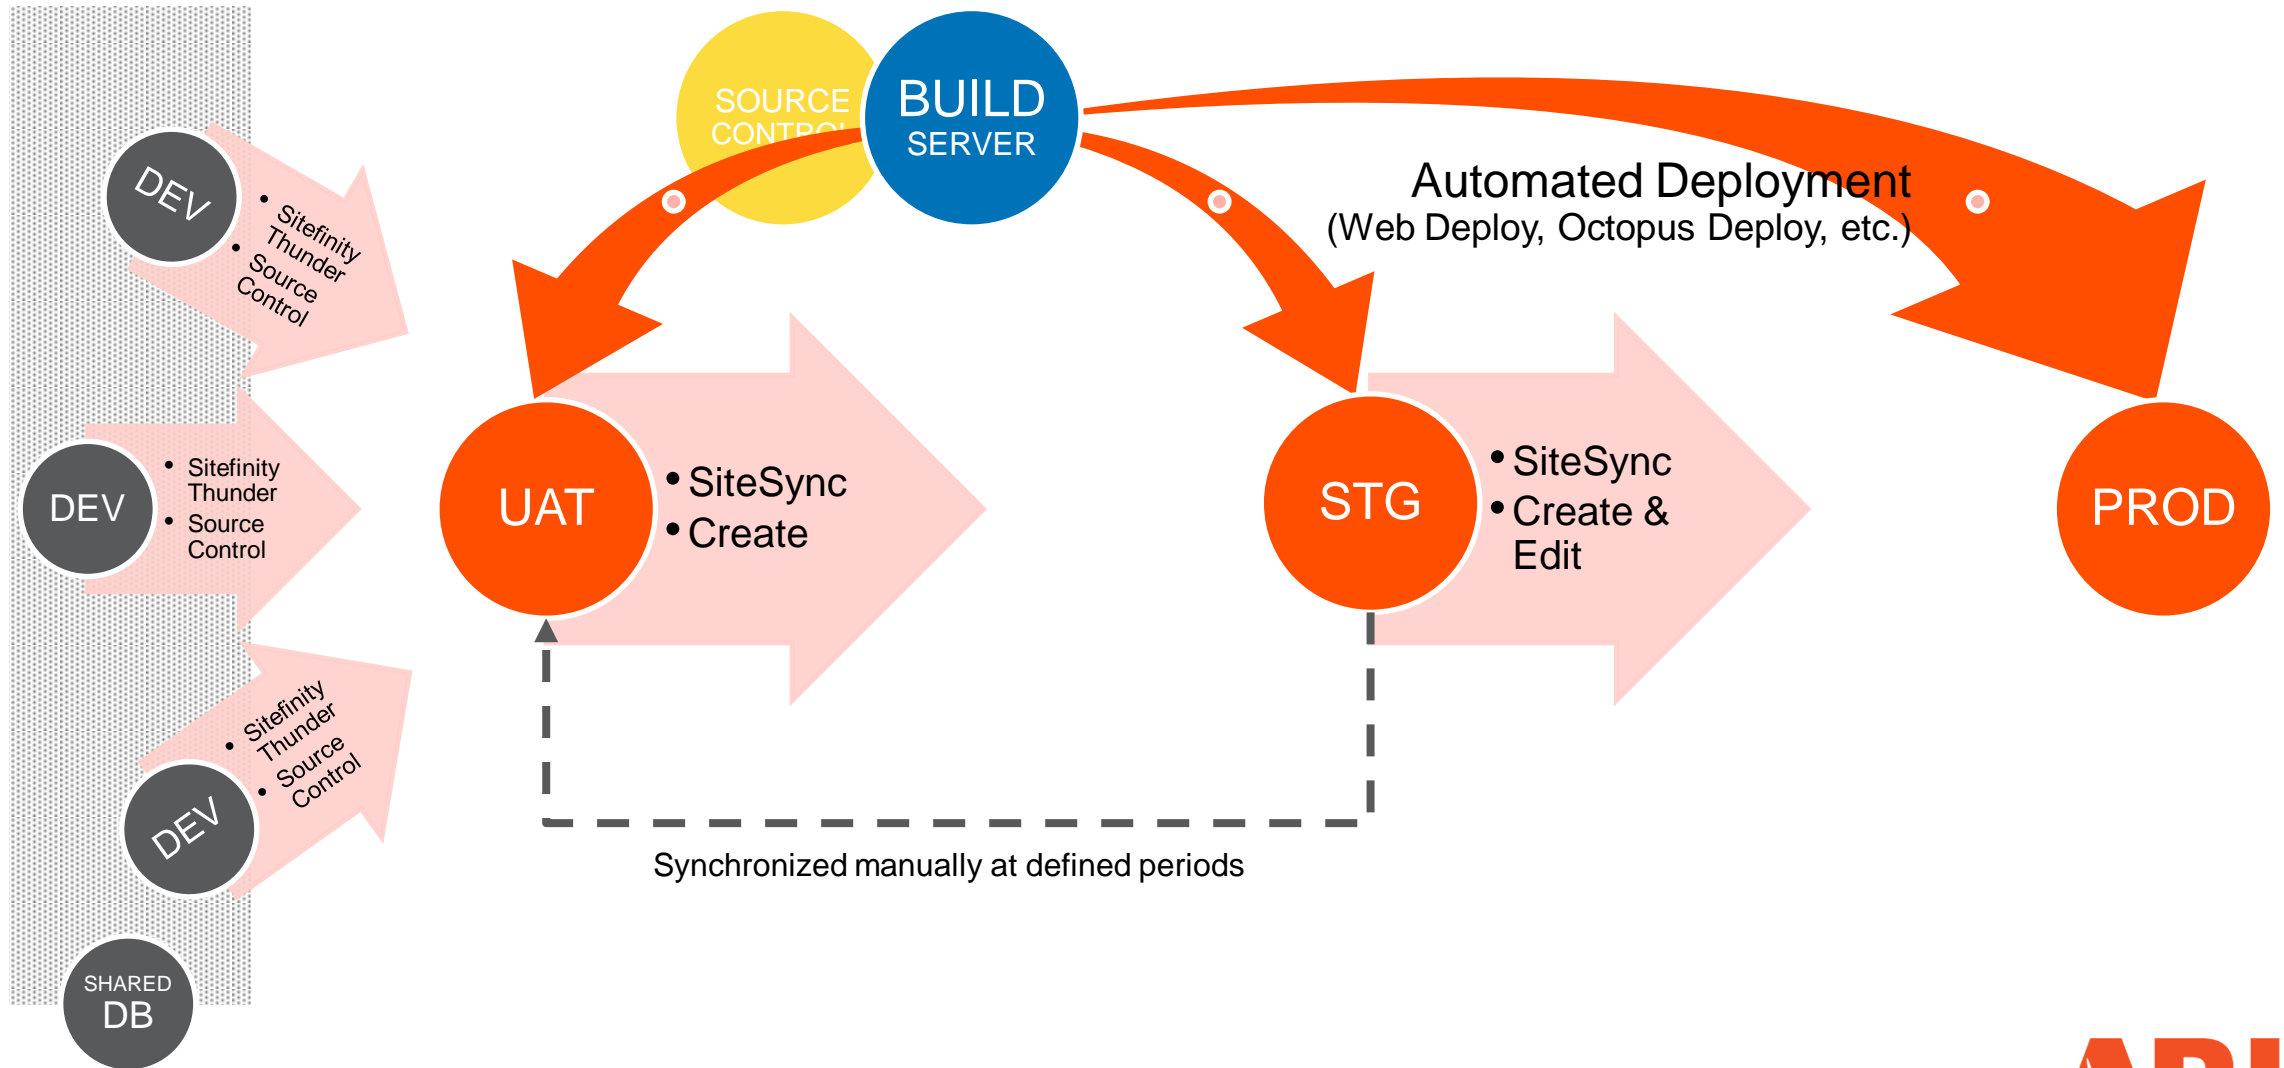 SOURCE
CONTROL
BUILD
SERVER
Automated Deployment
(Web Deploy, Octopus Deploy, etc.)
DEV
• Sitefinity
Thunder
• Source
Control
DEV
• Sitefinity
Thunder
• Source
Control
DEV
• Sitefinity
Thunder
• Source
Control
SHARED
DB
UAT
• SiteSync
• Create
STG
• SiteSync
• Create &
Edit
PROD
Synchronized manually at defined periods